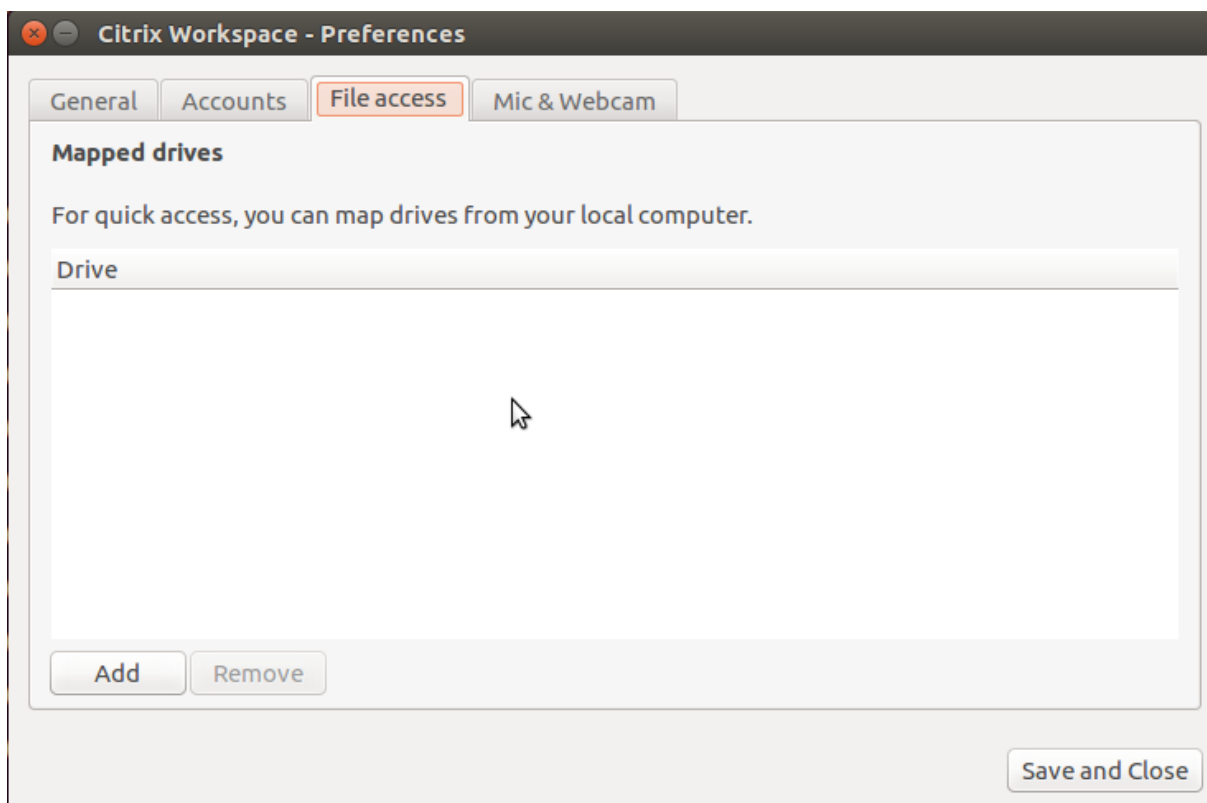 Citrix Workspace - Preferences
General Accounts File access Mic & Webcam
Mapped drives
For quick access, you can map drives from your local computer.
Drive
Add Remove
Save and Close